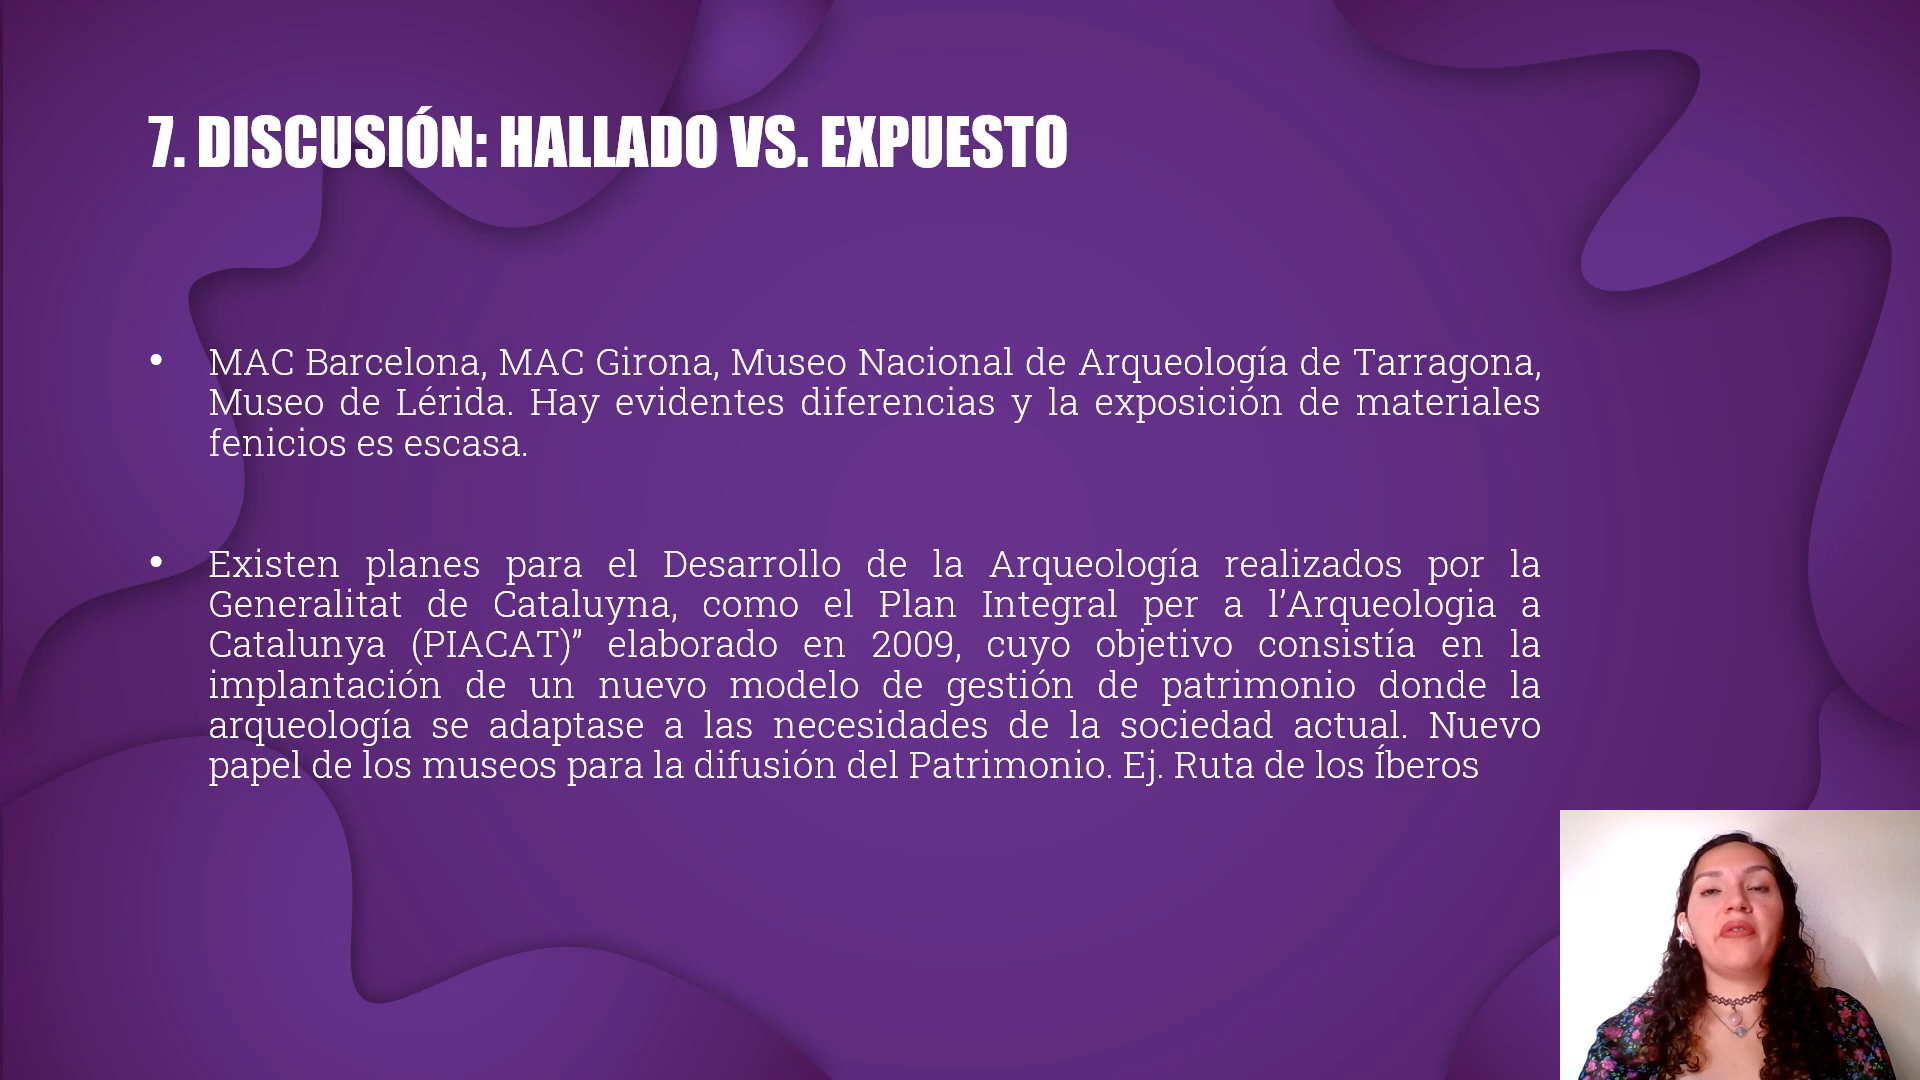 7. DISCUSIÓN: HALLADO VS. EXPUESTO
• MAC Barcelona, MAC Girona, Museo Nacional de Arqueología de Tarragona,
Museo de Lérida. Hay evidentes diferencias y la exposición de materiales
fenicios es escasa.
• Existen planes para el Desarrollo de la Arqueología realizados por la
Generalitat de Cataluyna, como el Plan Integral per a l’Arqueologia a
Catalunya (PIACAT)” elaborado en 2009, cuyo objetivo consistía en la
implantación de un nuevo modelo de gestión de patrimonio donde la
arqueología se adaptase a las necesidades de la sociedad actual. Nuevo
papel de los museos para la difusión del Patrimonio. Ej. Ruta de los Íberos